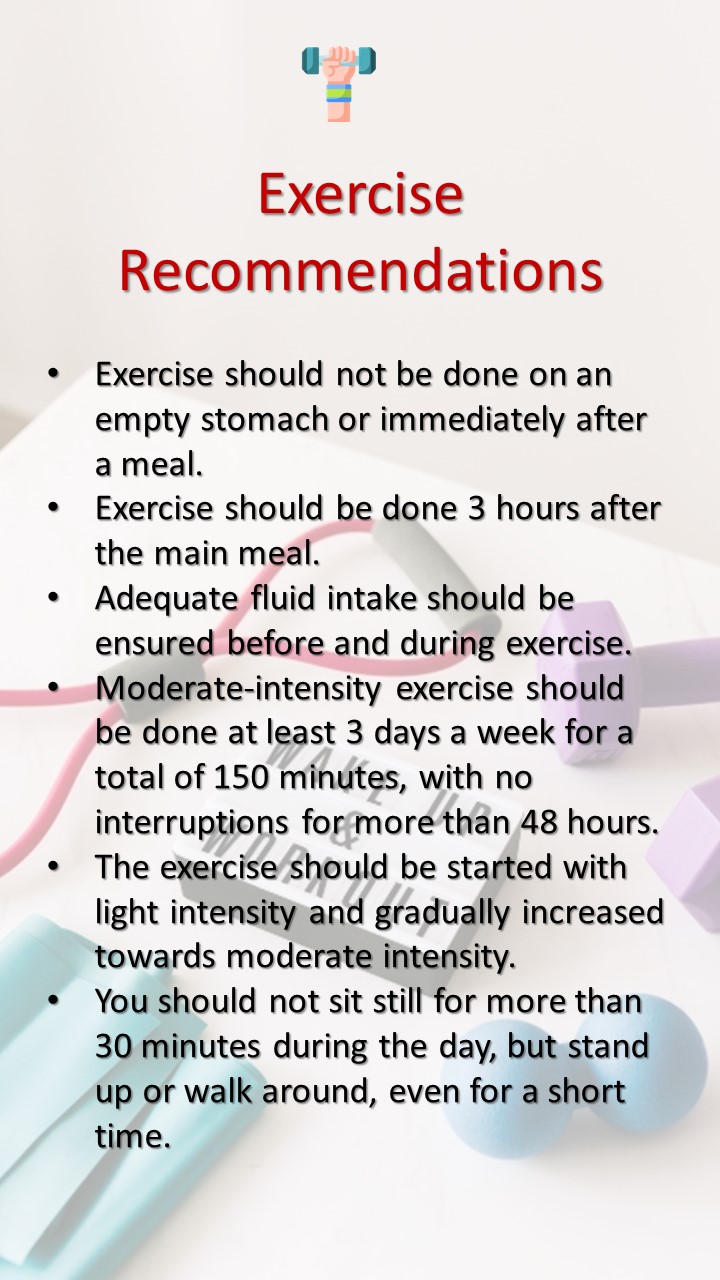 Exercise
Recommendations
• Exercise should not be done on an
empty stomach or immediately after
a meal.
• Exercise should be done 3 hours after
the main meal.
• Adequate fluid intake should be
ensured before and during exercise.
• Moderate-intensity exercise should
be done at least 3 days a week for a
total of 150 minutes, with no
interruptions for more than 48 hours.
• The exercise should be started with
light intensity and gradually increased
towards moderate intensity.
• You should not sit still for more than
30 minutes during the day, but stand
up or walk around, even for a short
time.
WAKE UP
&
WORKOUT